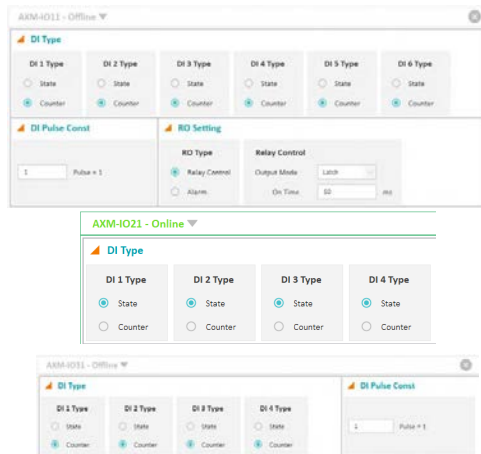 AXM-IO11 - Offline
DI Type
DI 1 Type DI 2 Type DI 3 Type DI 4 Type DI 5 Type DI 6 Type
State State State State State State
Counter Counter Counter Counter Counter Counter
DI Pulse Const RO Setting
RO Type Relay Control
1 Pulse = 1 Relay Control Output Mode Latch
Alarm On Time 50 ms
AXM-IO21 - Online
DI Type
DI 1 Type DI 2 Type DI 3 Type DI 4 Type
State State State State
Counter Counter Counter Counter
AXM-IO31 - Offline
DI Type DI Pulse Const
DI 1 Type DI 2 Type DI 3 Type DI 4 Type
State State State State 1 Pulse = 1
Counter Counter Counter Counter